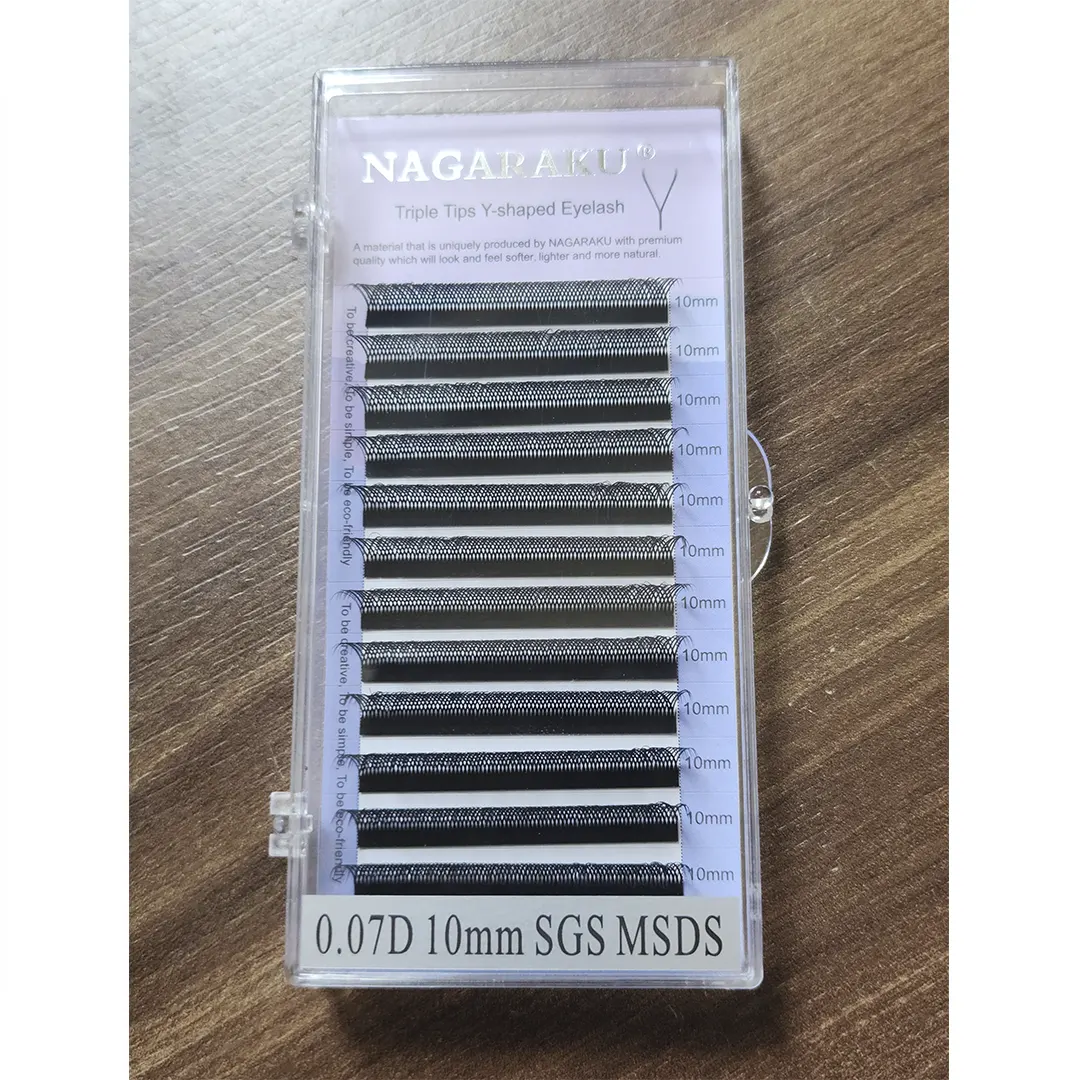 NAGARAKU®
Triple Tips Y-shaped Eyelash
A material that is uniquely produced by NAGARAKU with premium
quality which will look and feel softer, lighter and more natural.
10mm
10mm
10mm
10mm
10mm
10mm
10mm
10mm
10mm
10mm
10mm
10mm
To be creative, To be simple, To be eco-friendly
To be creative, To be simple, To be eco-friendly
0.07D 10mm SGS MSDS